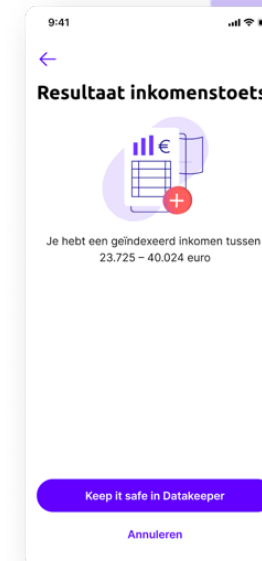 9:41
Resultaat inkomenstoets
€
Je hebt een geïndexeerd inkomen tussen
23.725 – 40.024 euro
Keep it safe in Datakeeper
Annuleren